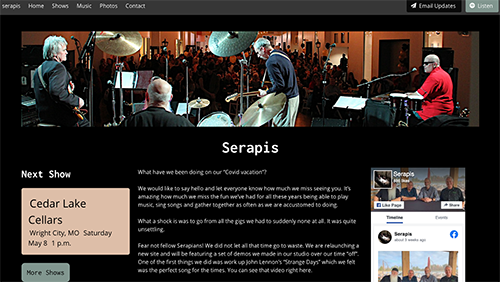 serapis Home Shows Music Photos Contact Email Updates Listen
Serapis
Next Show
Cedar Lake
Cellars
Wright City, MO Saturday
May 8 1 p.m.
More Shows
What have we been doing on our "Covid vacation"?
We would like to say hello and let everyone know how much we miss seeing you. It's
amazing how much we miss the fun we've had for all these years being able to play
music, sing songs and gather together as often as we are accustomed to doing.
What a shock is was to go from all the gigs we had to suddenly none at all. It was quite
unsettling.
Fear not fellow Serapians! We did not let all that time go to waste. We are relaunching a
new site and will be featuring a set of demos we made in our studio over our time "off".
One of the first things we did was work up John Lennon's "Strange Days" which we felt
was the perfect song for the times. You can see that video right here.
Serapis
Like Page Share
Timeline Events
Serapis